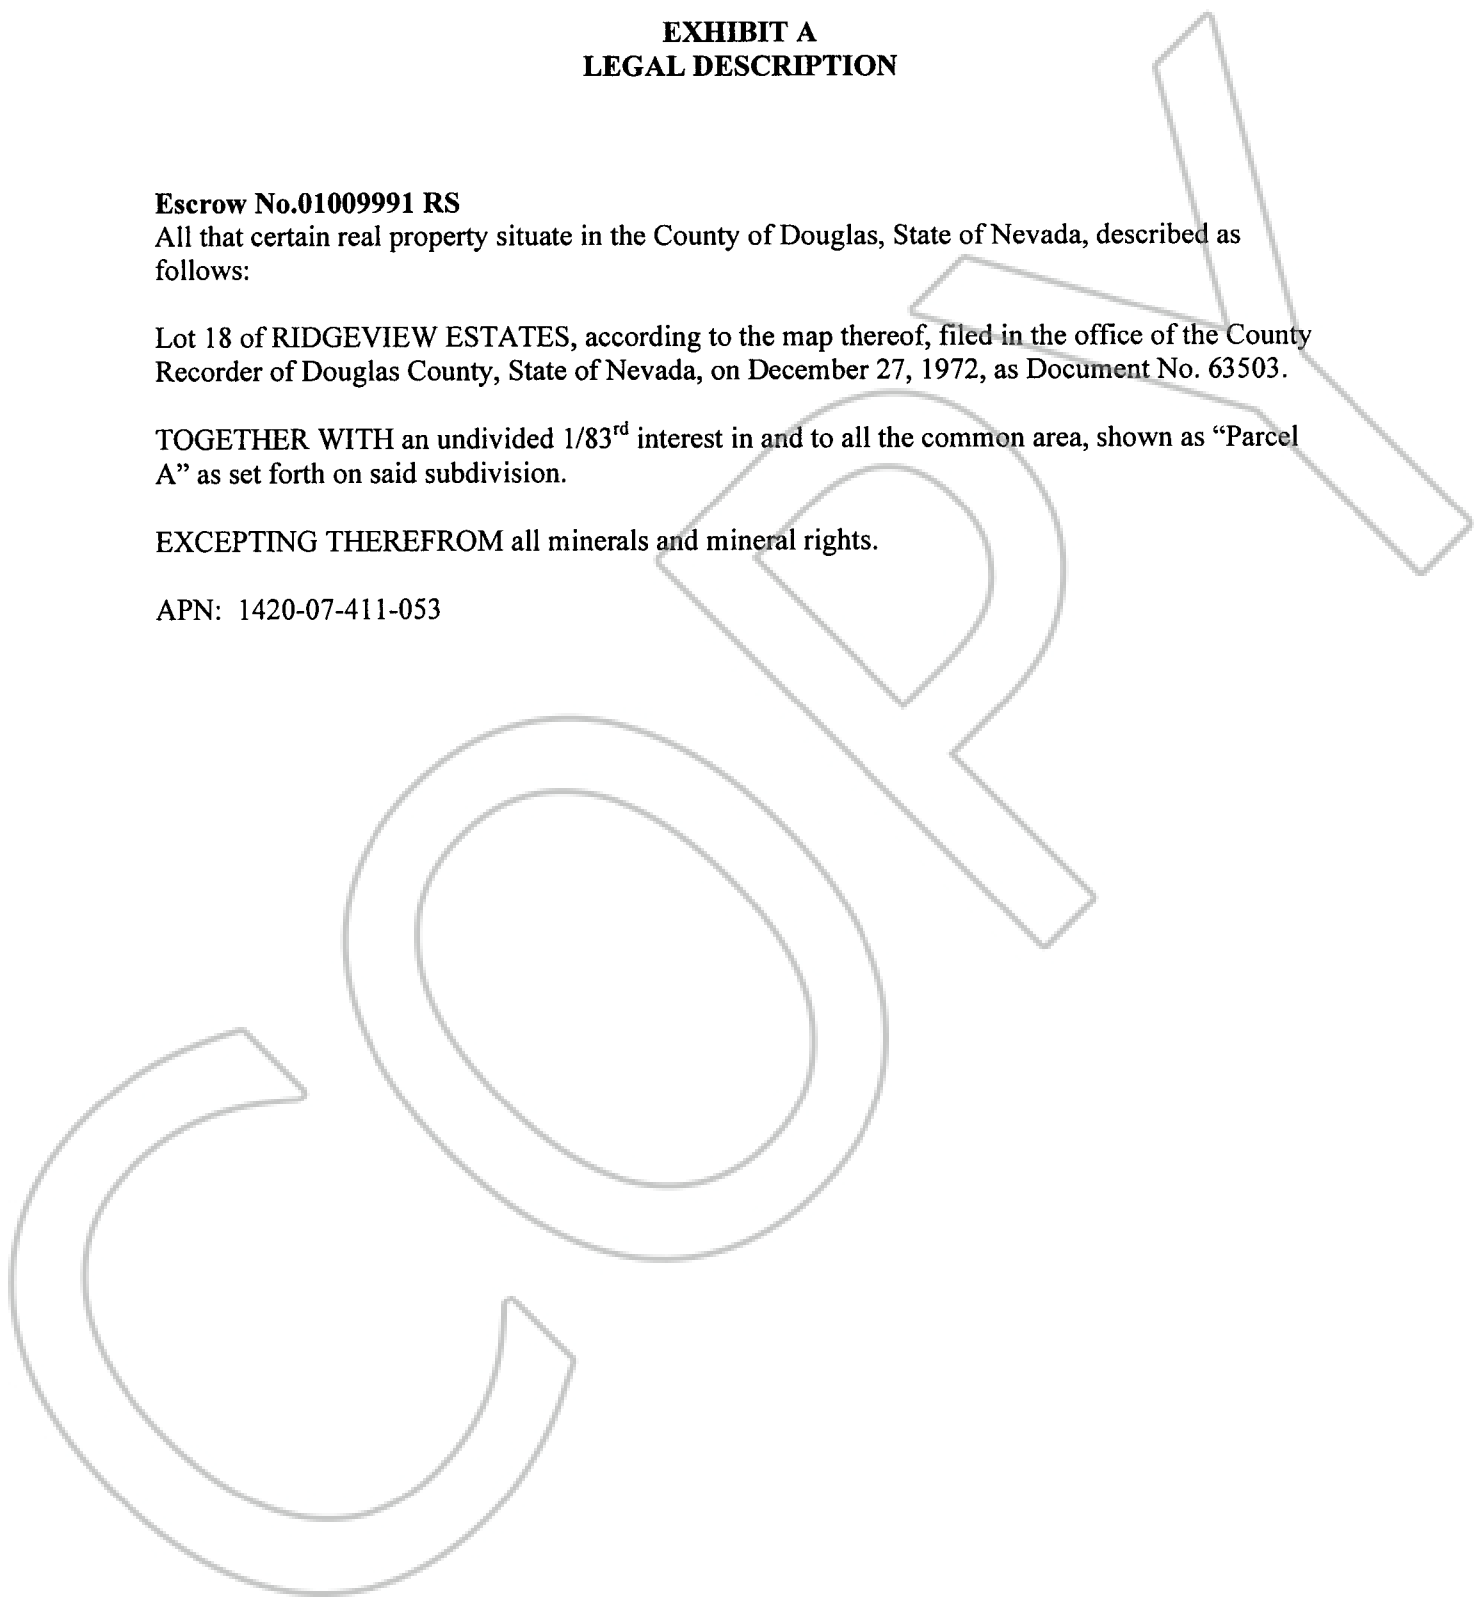 EXHIBIT A
LEGAL DESCRIPTION
Escrow No.01009991 RS
All that certain real property situate in the County of Douglas, State of Nevada, described as
follows:
Lot 18 of RIDGEVIEW ESTATES, according to the map thereof, filed in the office of the County
Recorder of Douglas County, State of Nevada, on December 27, 1972, as Document No. 63503.
TOGETHER WITH an undivided 1/83rd interest in and to all the common area, shown as “Parcel
A” as set forth on said subdivision.
EXCEPTING THEREFROM all minerals and mineral rights.
APN: 1420-07-411-053
COPY